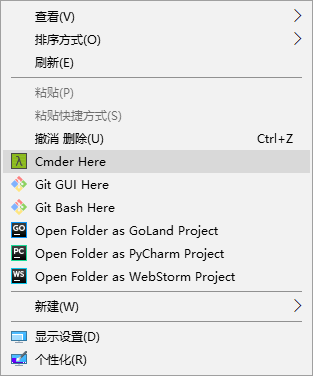 查看(V)
排序方式(O)
刷新(E)
粘贴(P)
粘贴快捷方式(S)
撤消 删除(U) Ctrl+Z
λ Cmder Here
Git GUI Here
Git Bash Here
GO Open Folder as GoLand Project
PC Open Folder as PyCharm Project
WS Open Folder as WebStorm Project
新建(W)
显示设置(D)
个性化(R)